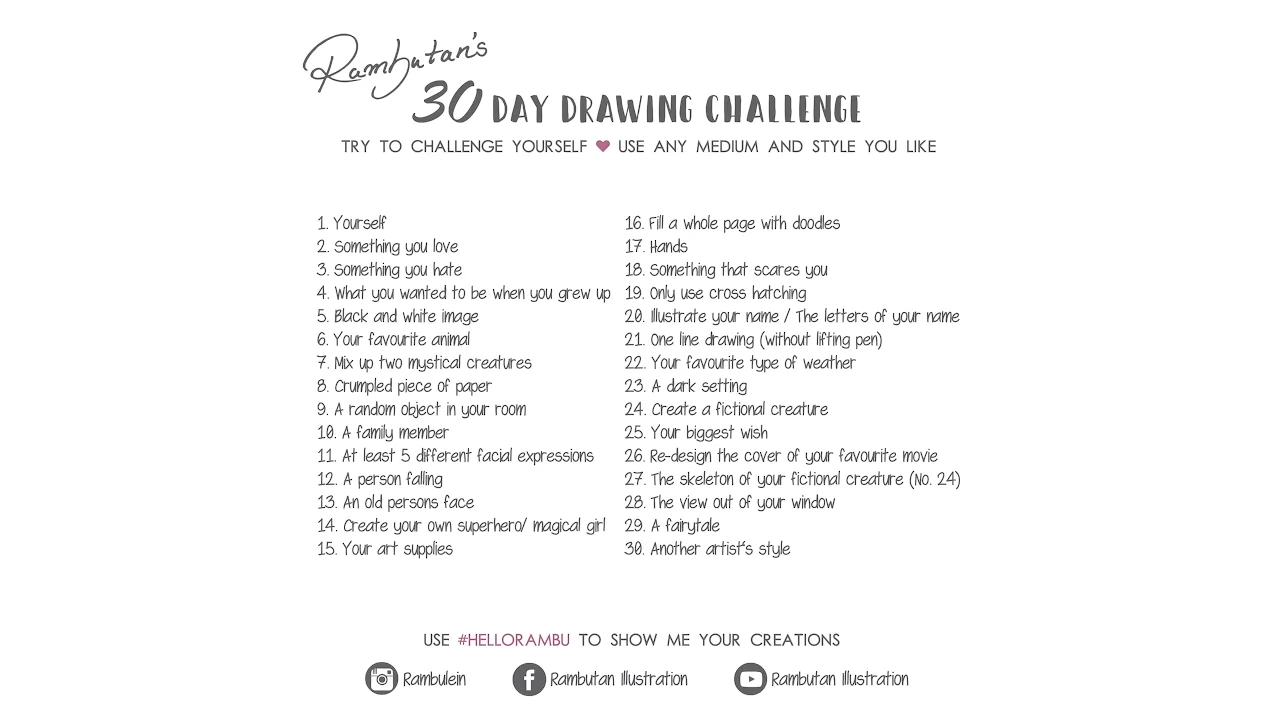 Rambutan's
30 DAY DRAWING CHALLENGE
TRY TO CHALLENGE YOURSELF ♥ USE ANY MEDIUM AND STYLE YOU LIKE
1. Yourself
2. Something you love
3. Something you hate
4. What you wanted to be when you grew up
5. Black and white image
6. Your favourite animal
7. Mix up two mystical creatures
8. Crumpled piece of paper
9. A random object in your room
10. A family member
11. At least 5 different facial expressions
12. A person falling
13. An old persons face
14. Create your own superhero/ magical girl
15. Your art supplies
16. Fill a whole page with doodles
17. Hands
18. Something that scares you
19. Only use cross hatching
20. Illustrate your name / The letters of your name
21. One line drawing (without lifting pen)
22. Your favourite type of weather
23. A dark setting
24. Create a fictional creature
25. Your biggest wish
26. Re-design the cover of your favourite movie
27. The skeleton of your fictional creature (No. 24)
28. The view out of your window
29. A fairytale
30. Another artist's style
USE #HELLORAMBU TO SHOW ME YOUR CREATIONS
Rambulein Rambutan Illustration Rambutan Illustration